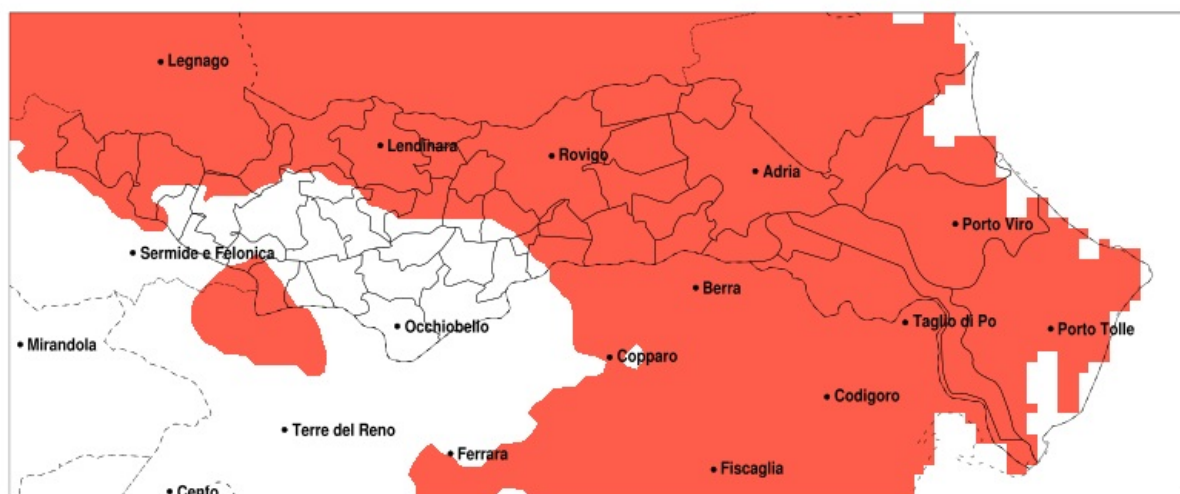 Legnago
Lendinara
Rovigo
Adria
Porto Viro
Sermide e Felonica
Berra
Occhiobello
Taglio di Po
Porto Tolle
Mirandola
Copparo
Codigoro
Terre del Reno
Ferrara
Fiscaglia
Cento